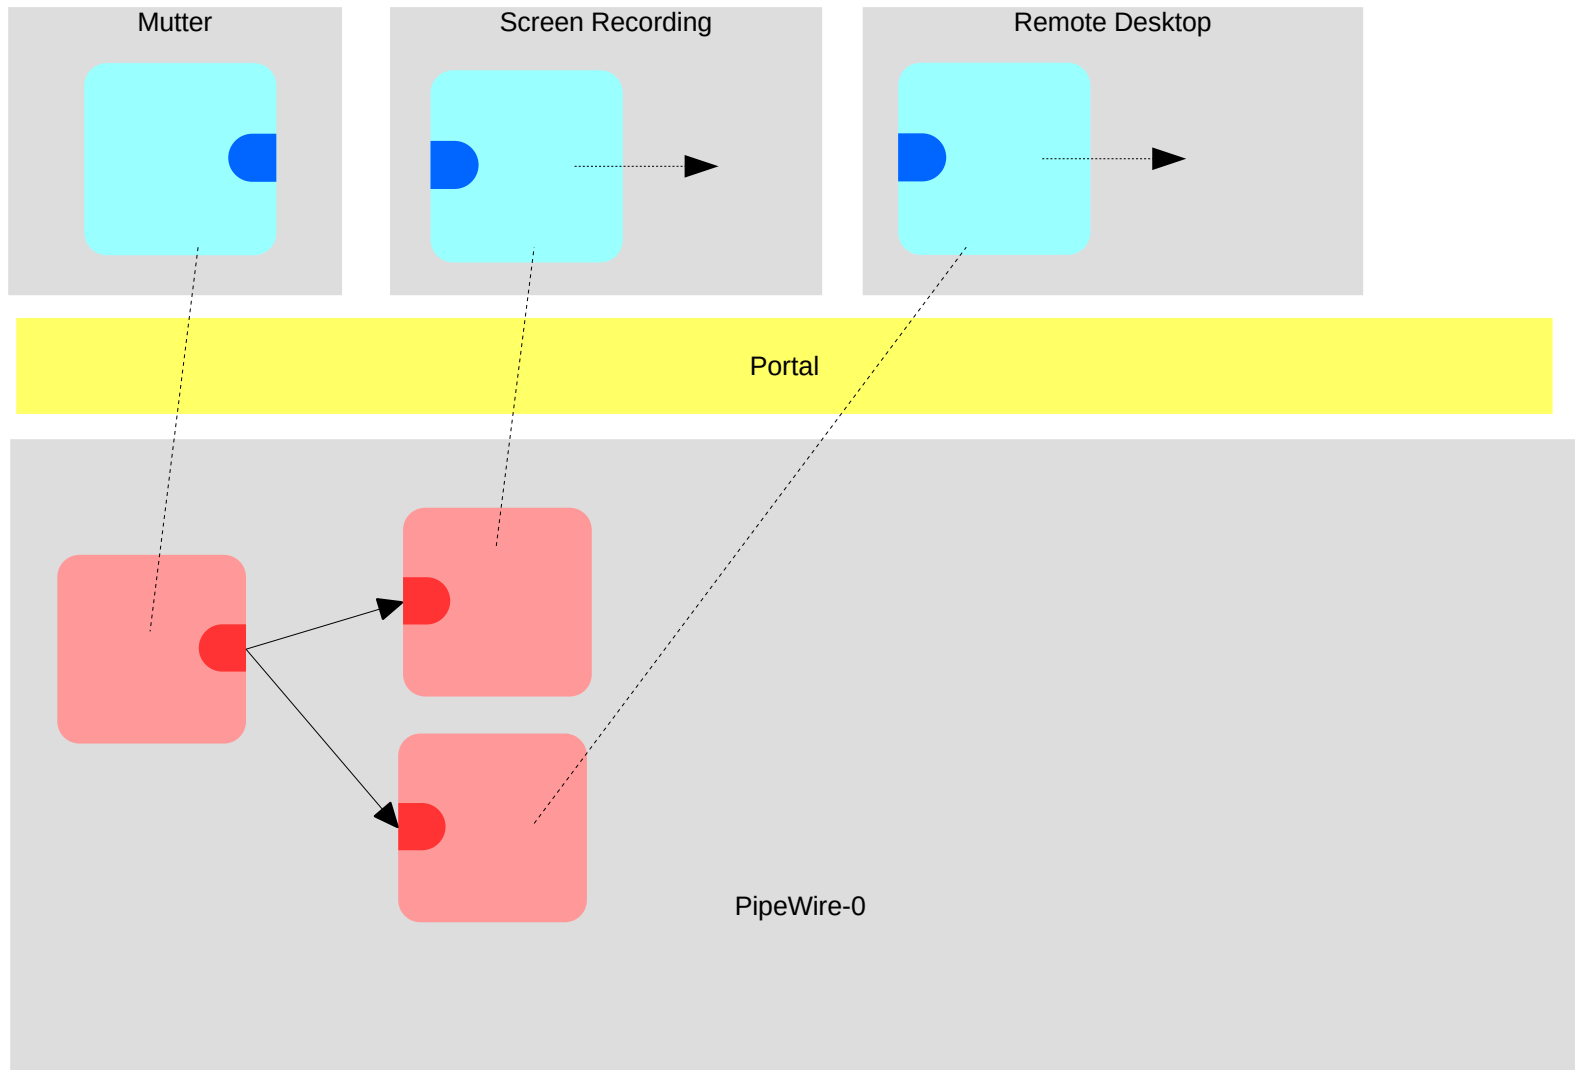 Mutter
Screen Recording
Remote Desktop
Portal
PipeWire-0